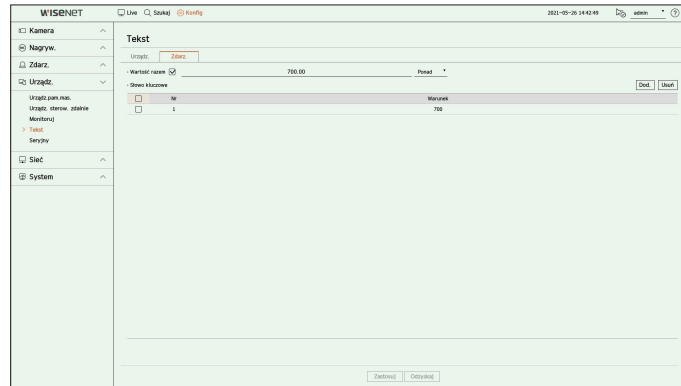 WISENET
Live Szukaj Konfig 2021-05-26 14:42:49 admin
Kamera
Nagryw.
Zdarz.
Urządz.
Urządz.pam.mas.
Urządz. sterow. zdalnie
Monitoruj
> Tekst
Seryjny
Sieć
System
Tekst
Urządz. Zdarz.
• Wartość razem 700.00 Ponad
• Słowo kluczowe Dod. Usuń
Nr Warunek
1 700
Zastosuj Odzyskaj